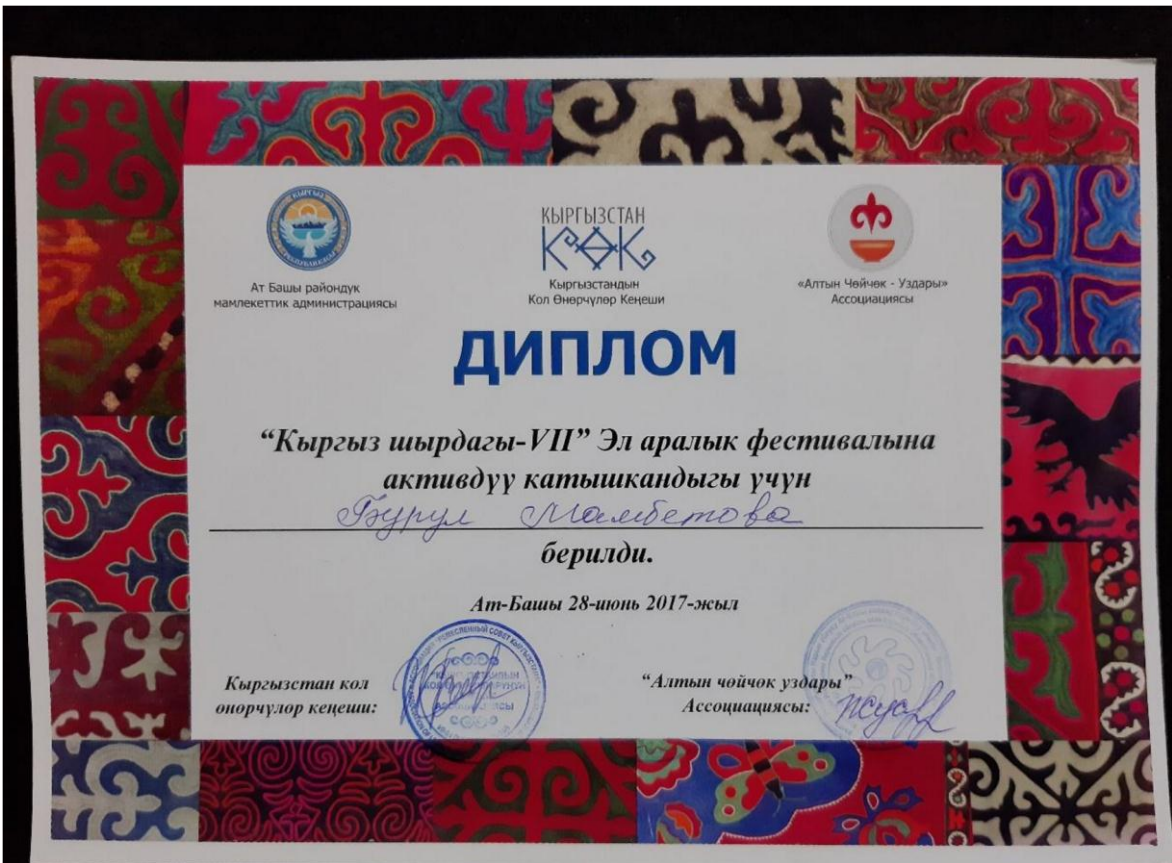 Ат Башы райондук
мамлекеттик администрациясы
КЫРГЫЗСТАН
КӨК
Кыргызстандын
Кол Өнөрчүлөр Кеңеши
«Алтын Чөйчөк - Уздары»
Ассоциациясы
ДИПЛОМ
“Кыргыз шырдагы-VII” Эл аралык фестивалына
активдүү катышкандыгы үчүн
Бурул Мамбетова
берилди.
Ат-Башы 28-июнь 2017-жыл
Кыргызстан кол
өнөрчүлөр кеңеши:
“Алтын чөйчөк уздары”
Ассоциациясы: